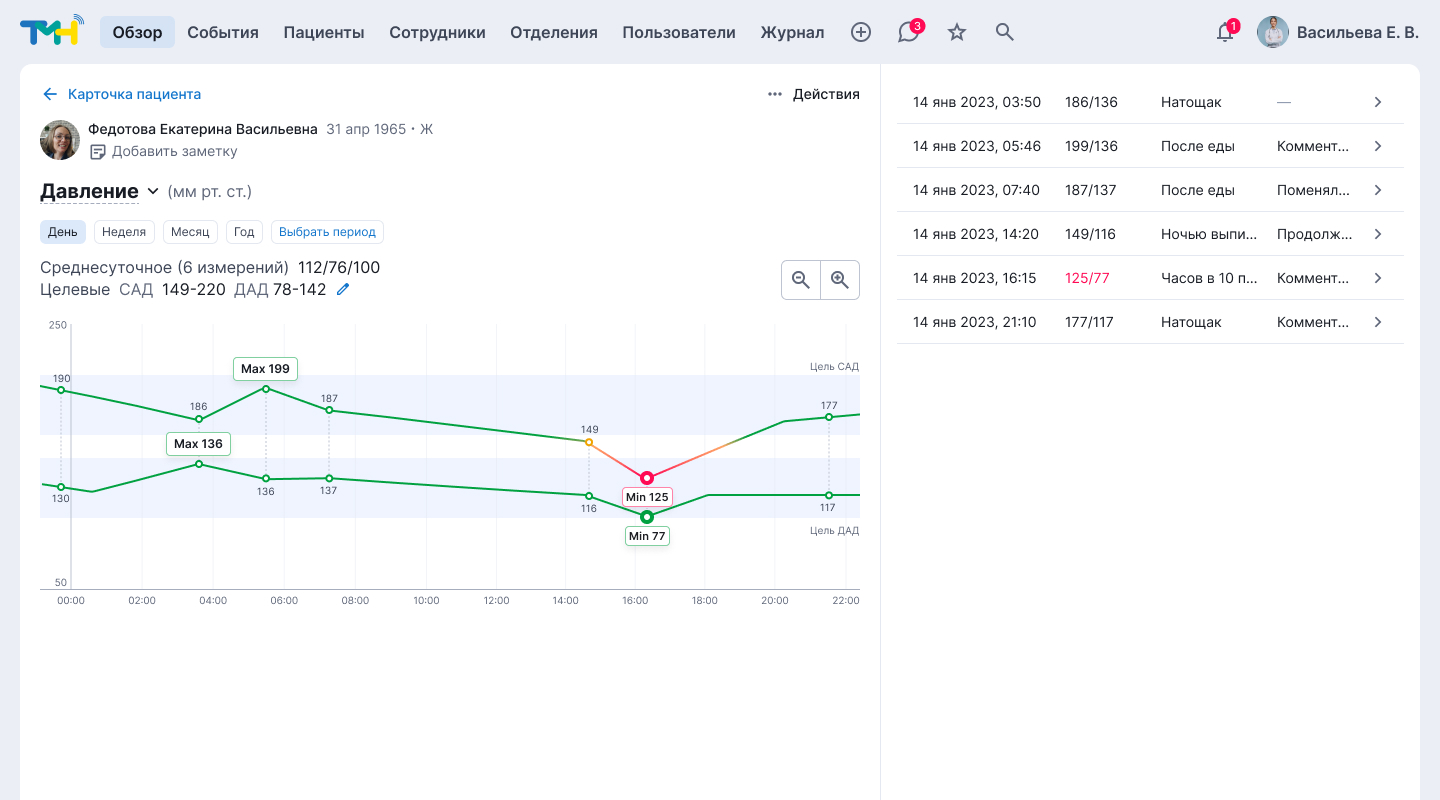 ТМН
Обзор События Пациенты Сотрудники Отделения Пользователи Журнал 3 1 Васильева Е. В.
Карточка пациента
Действия
Федотова Екатерина Васильевна 31 апр 1965 • Ж
Добавить заметку
Давление (мм рт. ст.)
День Неделя Месяц Год Выбрать период
Среднесуточное (6 измерений) 112/76/100
Целевые САД 149-220 ДАД 78-142
250
Цель САД
Max 199
190
186
187
177
149
Max 136
130
136
137
116
Min 125
117
Min 77
Цель ДАД
50
00:00 02:00 04:00 06:00 08:00 10:00 12:00 14:00 16:00 18:00 20:00 22:00
14 янв 2023, 03:50 186/136 Натощак —
14 янв 2023, 05:46 199/136 После еды Коммент...
14 янв 2023, 07:40 187/137 После еды Поменял...
14 янв 2023, 14:20 149/116 Ночью выпи... Продолж...
14 янв 2023, 16:15 125/77 Часов в 10 п... Коммент...
14 янв 2023, 21:10 177/117 Натощак Коммент...